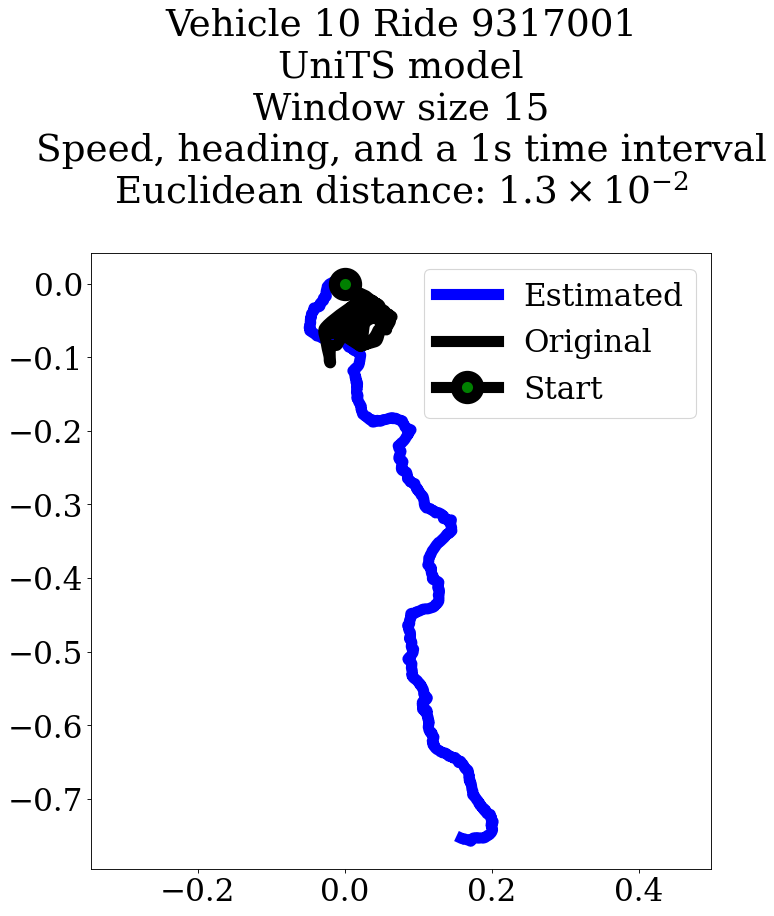 Vehicle 10 Ride 9317001
UniTS model
Window size 15
Speed, heading, and a 1s time interval
Euclidean distance: 1.3 × 10⁻²
Estimated
Original
Start
0.0
−0.1
−0.2
−0.3
−0.4
−0.5
−0.6
−0.7
−0.2 0.0 0.2 0.4